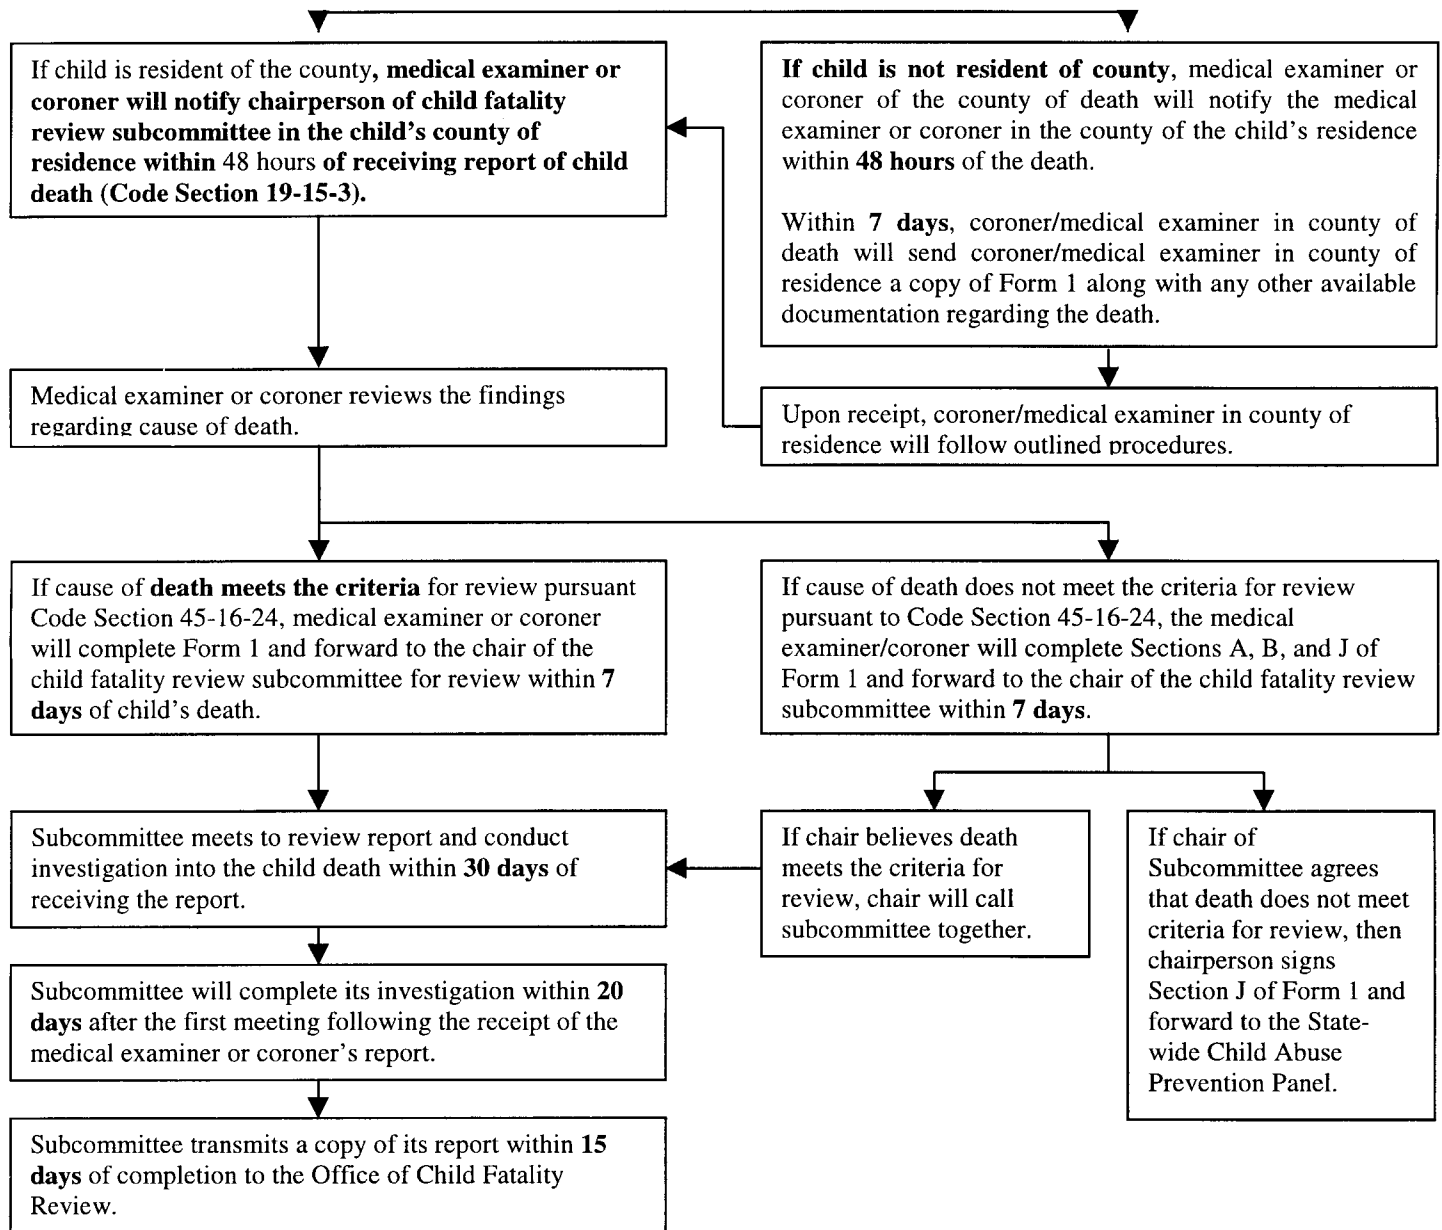 If child is resident of the county, medical examiner or
coroner will notify chairperson of child fatality
review subcommittee in the child's county of
residence within 48 hours of receiving report of child
death (Code Section 19-15-3).
If child is not resident of county, medical examiner or
coroner of the county of death will notify the medical
examiner or coroner in the county of the child's residence
within 48 hours of the death.
Within 7 days, coroner/medical examiner in county of
death will send coroner/medical examiner in county of
residence a copy of Form 1 along with any other available
documentation regarding the death.
Medical examiner or coroner reviews the findings
regarding cause of death.
Upon receipt, coroner/medical examiner in county of
residence will follow outlined procedures.
If cause of death meets the criteria for review pursuant
Code Section 45-16-24, medical examiner or coroner
will complete Form 1 and forward to the chair of the
child fatality review subcommittee for review within 7
days of child's death.
If cause of death does not meet the criteria for review
pursuant to Code Section 45-16-24, the medical
examiner/coroner will complete Sections A, B, and J of
Form 1 and forward to the chair of the child fatality review
subcommittee within 7 days.
Subcommittee meets to review report and conduct
investigation into the child death within 30 days of
receiving the report.
If chair believes death
meets the criteria for
review, chair will call
subcommittee together.
If chair of
Subcommittee agrees
that death does not meet
criteria for review, then
chairperson signs
Section J of Form 1 and
forward to the State-
wide Child Abuse
Prevention Panel.
Subcommittee will complete its investigation within 20
days after the first meeting following the receipt of the
medical examiner or coroner's report.
Subcommittee transmits a copy of its report within 15
days of completion to the Office of Child Fatality
Review.